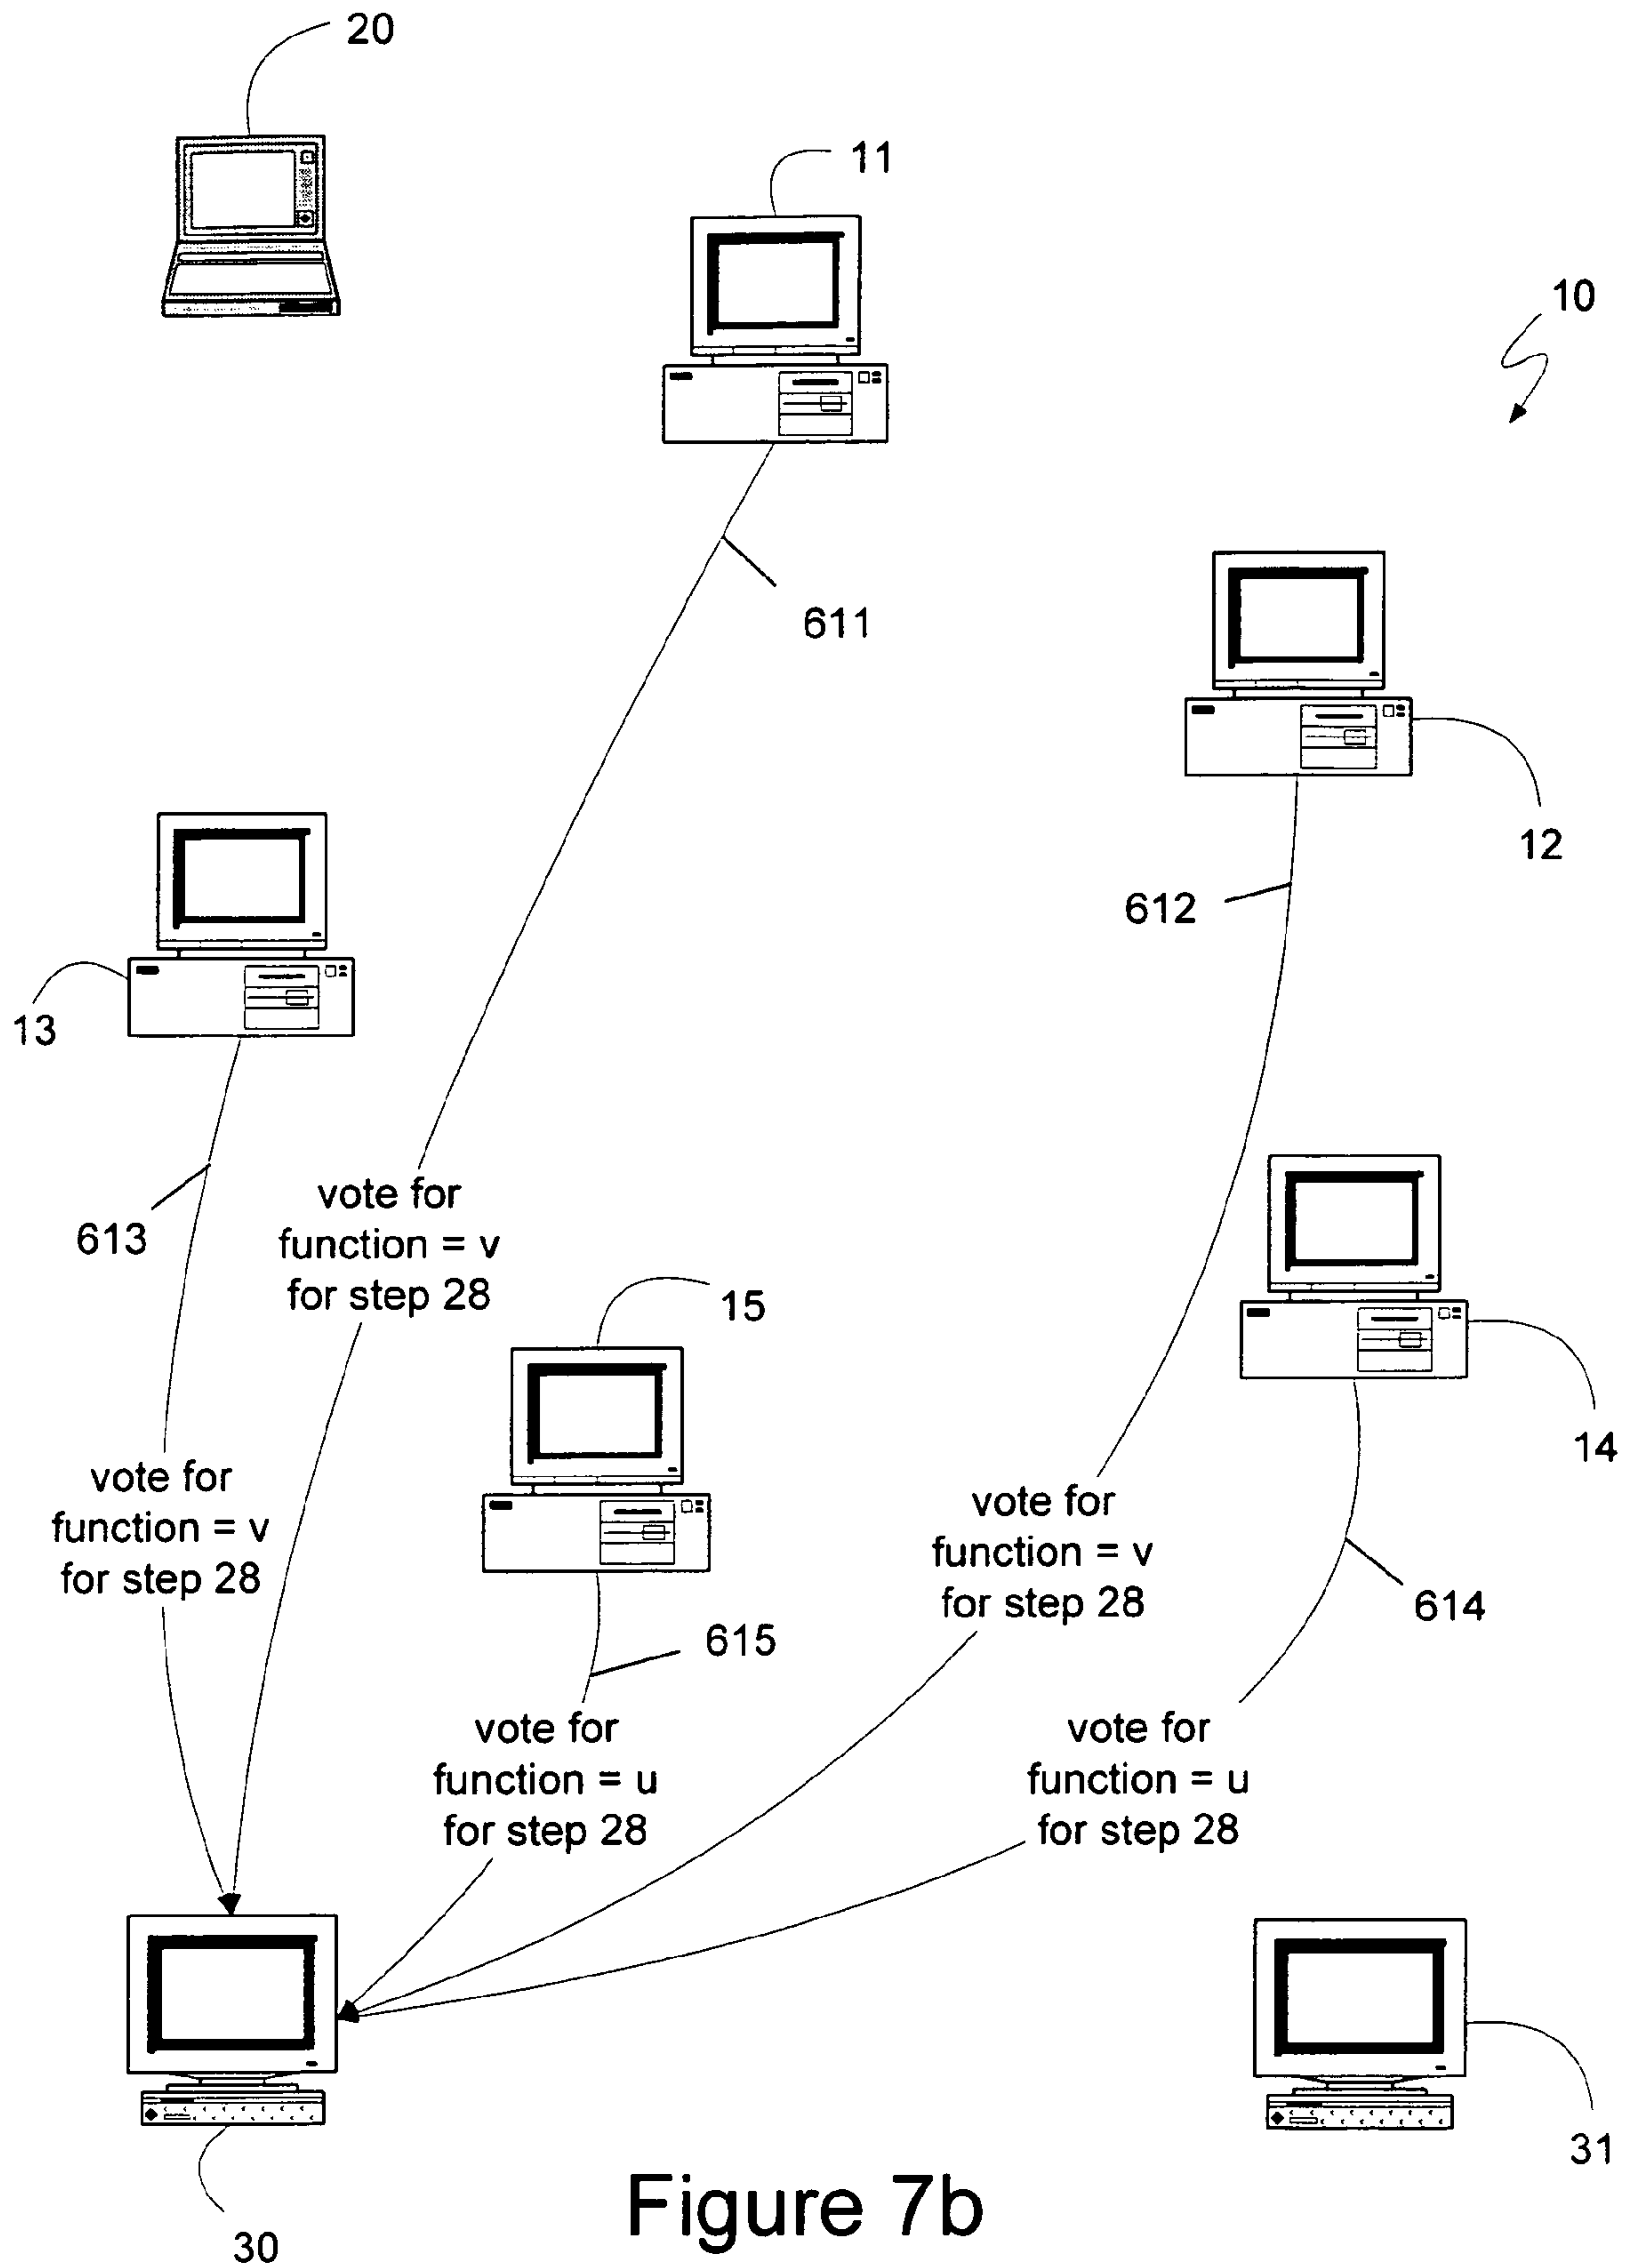 20
11
10
611
12
612
13
613
vote for
function = v
for step 28
15
14
vote for
function = v
for step 28
vote for
function = v
for step 28
614
615
vote for
function = u
for step 28
vote for
function = u
for step 28
31
30
Figure 7b